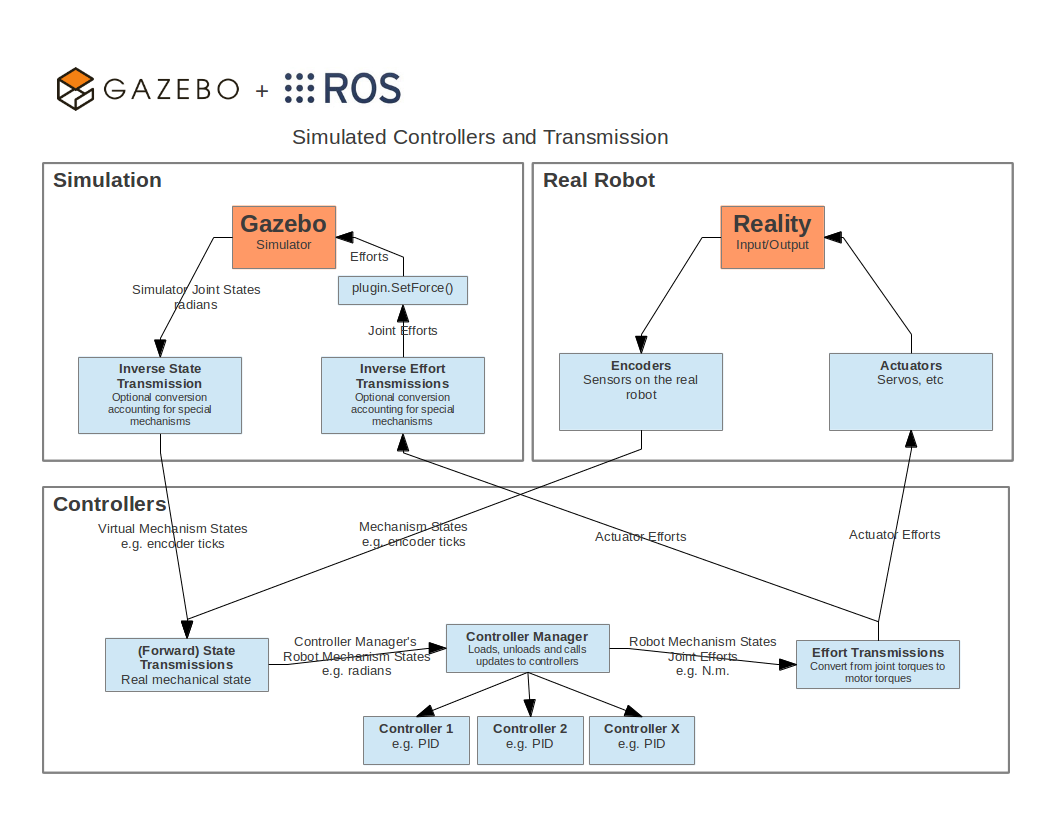 GAZEBO + ROS
Simulated Controllers and Transmission
Simulation
Gazebo
Simulator
Efforts
plugin.SetForce()
Simulator Joint States
radians
Joint Efforts
Inverse State
Transmission
Optional conversion
accounting for special
mechanisms
Inverse Effort
Transmissions
Optional conversion
accounting for special
mechanisms
Real Robot
Reality
Input/Output
Encoders
Sensors on the real
robot
Actuators
Servos, etc
Controllers
Virtual Mechanism States
e.g. encoder ticks
Mechanism States
e.g. encoder ticks
Actuator Efforts
Actuator Efforts
(Forward) State
Transmissions
Real mechanical state
Controller Manager's
Robot Mechanism States
e.g. radians
Controller Manager
Loads, unloads and calls
updates to controllers
Robot Mechanism States
Joint Efforts
e.g. N.m.
Effort Transmissions
Convert from joint torques to
motor torques
Controller 1
e.g. PID
Controller 2
e.g. PID
Controller X
e.g. PID